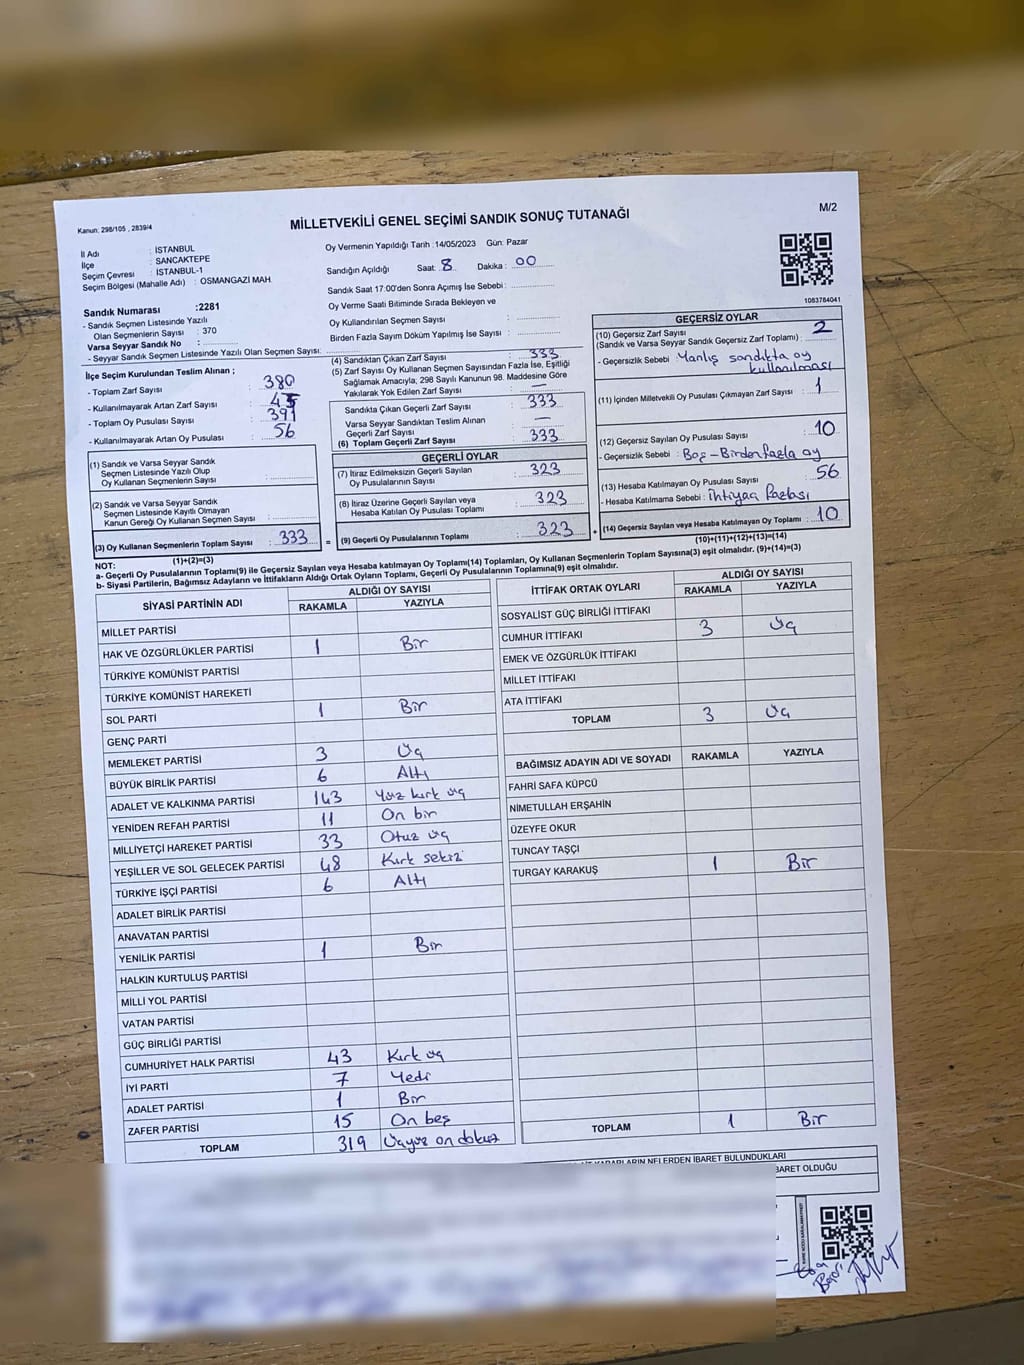 Kanun; 298/105 , 2839/4
MİLLETVEKİLİ GENEL SEÇİMİ SANDIK SONUÇ TUTANAĞI
M/2
İl Adı : İSTANBUL
İlçe : SANCAKTEPE
Seçim Çevresi : İSTANBUL-1
Seçim Bölgesi (Mahalle Adı) : OSMANGAZİ MAH
Oy Vermenin Yapıldığı Tarih :14/05/2023 Gün: Pazar
Sandığın Açıldığı Saat: 8 Dakika : 00
Sandık Saat 17:00'den Sonra Açımış İse Sebebi:
Oy Verme Saati Bitiminde Sırada Bekleyen ve
Oy Kullandırılan Seçmen Sayısı :
Birden Fazla Sayım Döküm Yapılmış İse Sayısı :
1083784041
Sandık Numarası :2281
- Sandık Seçmen Listesinde Yazılı
Olan Seçmenlerin Sayısı : 370
Varsa Seyyar Sandık No :
- Seyyar Sandık Seçmen Listesinde Yazılı Olan Seçmen Sayısı:
İlçe Seçim Kurulundan Teslim Alınan ;
- Toplam Zarf Sayısı : 380
- Kullanılmayarak Artan Zarf Sayısı : 45
- Toplam Oy Pusulası Sayısı : 391
- Kullanılmayarak Artan Oy Pusulası : 56
(1) Sandık ve Varsa Seyyar Sandık
Seçmen Listesinde Yazılı Olup
Oy Kullanan Seçmenlerin Sayısı :
(2) Sandık ve Varsa Seyyar Sandık
Seçmen Listesinde Kayıtlı Olmayan
Kanun Gereği Oy Kullanan Seçmen Sayısı :
(3) Oy Kullanan Seçmenlerin Toplam Sayısı : 333
(1)+(2)=(3)
(4) Sandıktan Çıkan Zarf Sayısı : 333
(5) Zarf Sayısı Oy Kullanan Seçmen Sayısından Fazla İse, Eşitliği
Sağlamak Amacıyla, 298 Sayılı Kanunun 98. Maddesine Göre
Yakılarak Yok Edilen Zarf Sayısı : —
Sandıkta Çıkan Geçerli Zarf Sayısı : 333
Varsa Seyyar Sandıktan Teslim Alınan
Geçerli Zarf Sayısı : —
(6) Toplam Geçerli Zarf Sayısı : 333
GEÇERLİ OYLAR
(7) İtiraz Edilmeksizin Geçerli Sayılan
Oy Pusulalarının Sayısı : 323
(8) İtiraz Üzerine Geçerli Sayılan veya
Hesaba Katılan Oy Pusulası Toplamı : 323
= (9) Geçerli Oy Pusulalarının Toplamı : 323 +
GEÇERSİZ OYLAR
(10) Geçersiz Zarf Sayısı
(Sandık ve Varsa Seyyar Sandık Geçersiz Zarf Toplamı) : 2
- Geçersizlik Sebebi : Yanlış sandıkta oy
kullanılması
(11) İçinden Milletvekili Oy Pusulası Çıkmayan Zarf Sayısı : 1
(12) Geçersiz Sayılan Oy Pusulası Sayısı : 10
- Geçersizlik Sebebi : Boş - Birden fazla oy
(13) Hesaba Katılmayan Oy Pusulası Sayısı : 56
- Hesaba Katılmama Sebebi : İhtiyaç fazlası
(14) Geçersiz Sayılan veya Hesaba Katılmayan Oy Toplamı : 10
(10)+(11)+(12)+(13)=(14)
NOT:
a- Geçerli Oy Pusulalarının Toplamı(9) ile Geçersiz Sayılan veya Hesaba katılmayan Oy Toplamı(14) Toplamları, Oy Kullanan Seçmenlerin Toplam Sayısına(3) eşit olmalıdır. (9)+(14)=(3)
b- Siyasi Partilerin, Bağımsız Adayların ve İttifakların Aldığı Ortak Oyların Toplamı, Geçerli Oy Pusulalarının Toplamına(9) eşit olmalıdır.
SİYASİ PARTİNİN ADI ALDIĞI OY SAYISI
RAKAMLA YAZIYLA
MİLLET PARTİSİ
HAK VE ÖZGÜRLÜKLER PARTİSİ 1 Bir
TÜRKİYE KOMÜNİST PARTİSİ
TÜRKİYE KOMÜNİST HAREKETİ
SOL PARTİ 1 Bir
GENÇ PARTİ
MEMLEKET PARTİSİ 3 Üç
BÜYÜK BİRLİK PARTİSİ 6 Altı
ADALET VE KALKINMA PARTİSİ 143 Yüz kırk üç
YENİDEN REFAH PARTİSİ 11 On bir
MİLLİYETÇİ HAREKET PARTİSİ 33 Otuz üç
YEŞİLLER VE SOL GELECEK PARTİSİ 48 Kırk sekiz
TÜRKİYE İŞÇİ PARTİSİ 6 Altı
ADALET BİRLİK PARTİSİ
ANAVATAN PARTİSİ
YENİLİK PARTİSİ 1 Bir
HALKIN KURTULUŞ PARTİSİ
MİLLİ YOL PARTİSİ
VATAN PARTİSİ
GÜÇ BİRLİĞİ PARTİSİ
CUMHURİYET HALK PARTİSİ 43 Kırk üç
İYİ PARTİ 7 Yedi
ADALET PARTİSİ 1 Bir
ZAFER PARTİSİ 15 On beş
TOPLAM 319 Üçyüz on dokuz
İTTİFAK ORTAK OYLARI ALDIĞI OY SAYISI
RAKAMLA YAZIYLA
SOSYALİST GÜÇ BİRLİĞİ İTTİFAKI
CUMHUR İTTİFAKI 3 Üç
EMEK VE ÖZGÜRLÜK İTTİFAKI
MİLLET İTTİFAKI
ATA İTTİFAKI
TOPLAM 3 Üç
BAĞIMSIZ ADAYIN ADI VE SOYADI RAKAMLA YAZIYLA
FAHRİ SAFA KÜPCÜ
NİMETULLAH ERŞAHİN
ÜZEYFE OKUR
TUNCAY TAŞÇI
TURGAY KARAKUŞ 1 Bir
TOPLAM 1 Bir
KARARLARIN NELERDEN İBARET BULUNDUKLARI
BARET OLDUĞU